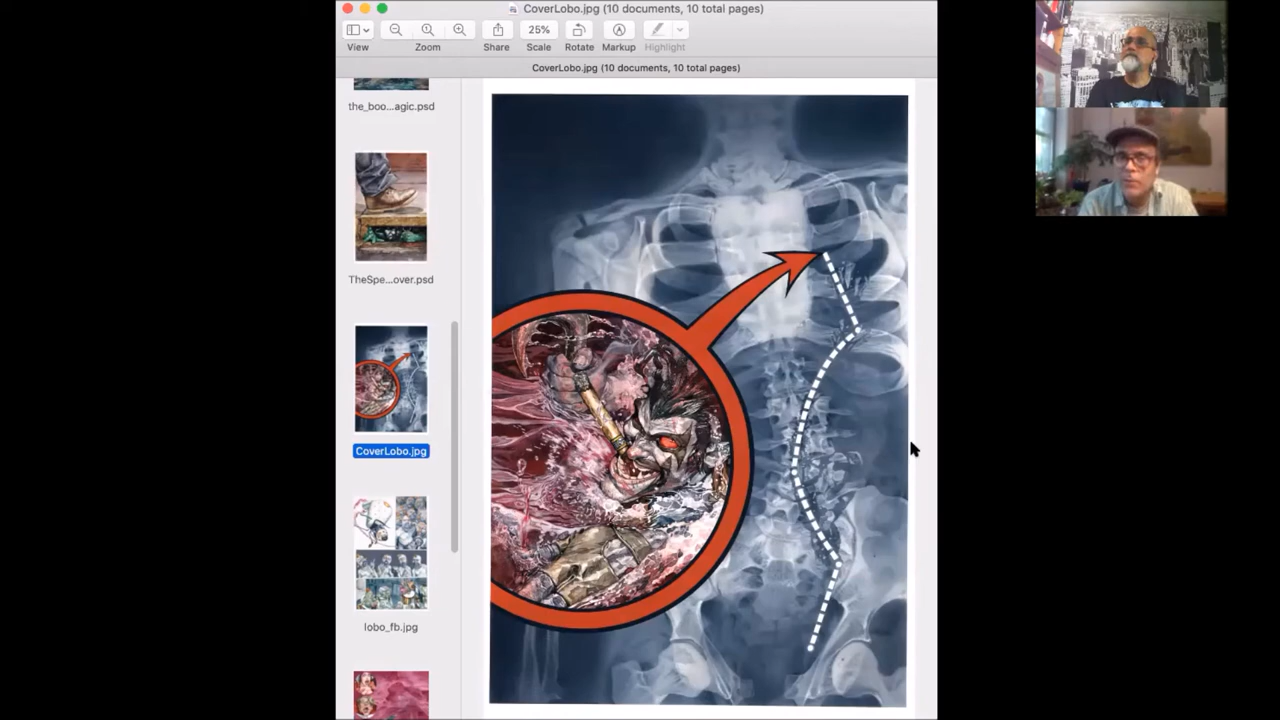 CoverLobo.jpg (10 documents, 10 total pages)
25%
View
Zoom
Share
Scale
Rotate
Markup
Highlight
CoverLobo.jpg (10 documents, 10 total pages)
the_boo...agic.psd
TheSpe...over.psd
CoverLobo.jpg
lobo_fb.jpg